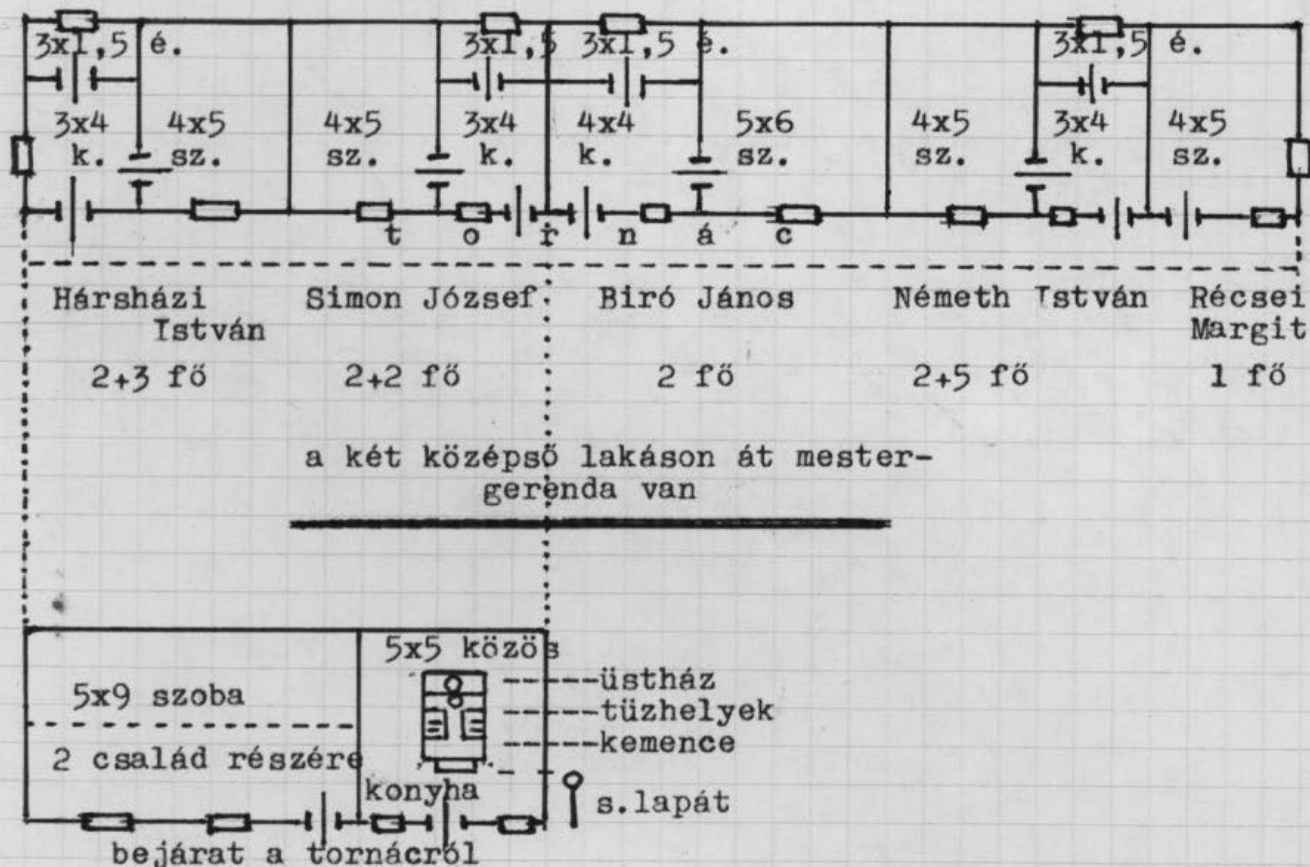 3x1,5 é. 3x1,5 3x1,5 é. 3x1,5 é.
3x4 4x5 4x5 3x4 4x4 5x6 4x5 3x4 4x5
k. sz. sz. k. k. sz. sz. k. sz.
t o r n á c
Hársházi Simon József Biró János Németh István Récsei
István Margit
2+3 fő 2+2 fő 2 fő 2+5 fő 1 fő
a két középső lakáson át mester-
gerenda van
5x5 közös
üstház
5x9 szoba
tüzhelyek
kemence
2 család részére
konyha
s.lapát
bejárat a tornácról